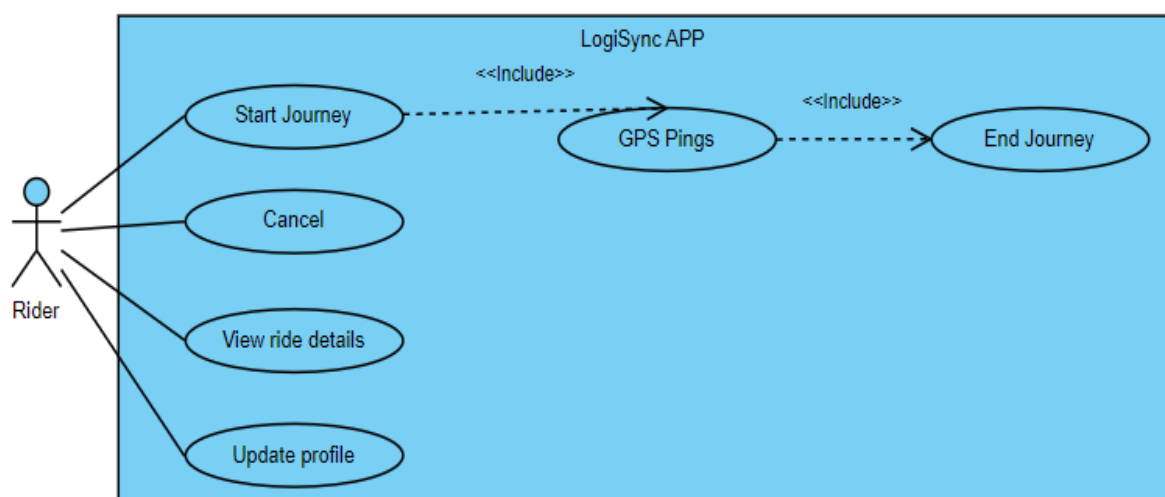 LogiSync APP
<<Include>>
<<Include>>
Start Journey
GPS Pings
End Journey
Cancel
Rider
View ride details
Update profile